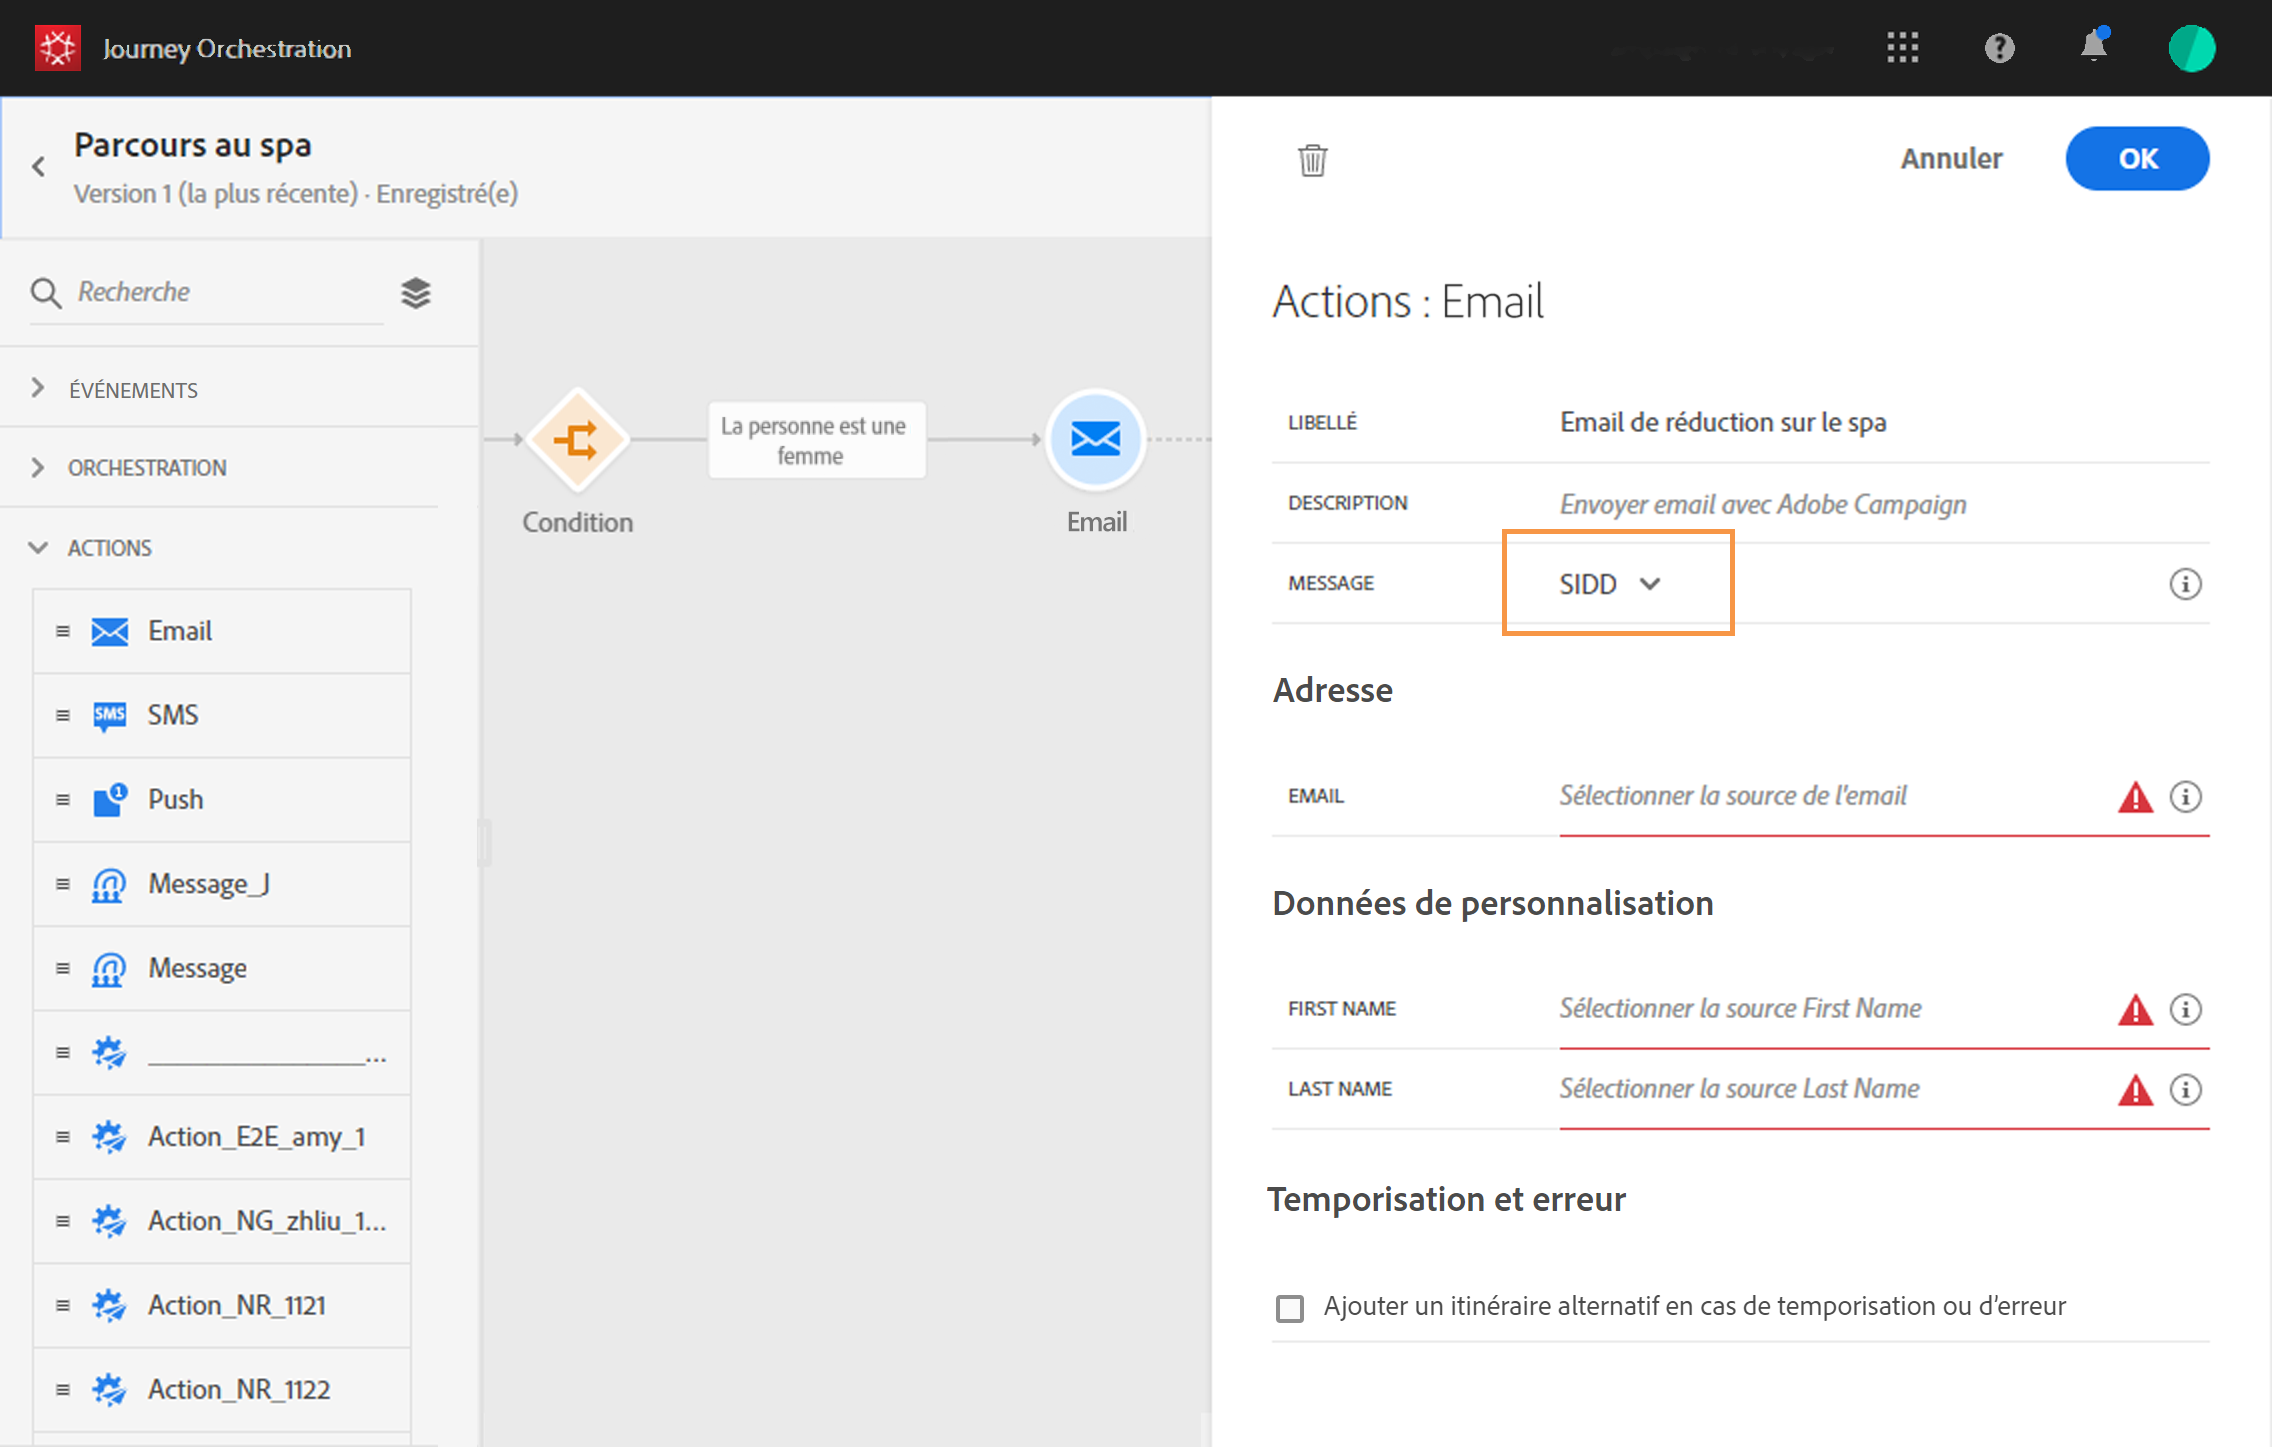 Journey Orchestration
Parcours au spa
Version 1 (la plus récente) · Enregistré(e)
Recherche
ÉVÉNEMENTS
ORCHESTRATION
ACTIONS
Email
SMS
SMS
1
Push
Message_J
Message
Action_E2E_amy_1
Action_NG_zhliu_1...
Action_NR_1121
Action_NR_1122
Condition
La personne est une
femme
Email
Annuler
OK
Actions : Email
LIBELLÉ
Email de réduction sur le spa
DESCRIPTION
Envoyer email avec Adobe Campaign
MESSAGE
SIDD
Adresse
EMAIL
Sélectionner la source de l'email
Données de personnalisation
FIRST NAME
Sélectionner la source First Name
LAST NAME
Sélectionner la source Last Name
Temporisation et erreur
Ajouter un itinéraire alternatif en cas de temporisation ou d'erreur